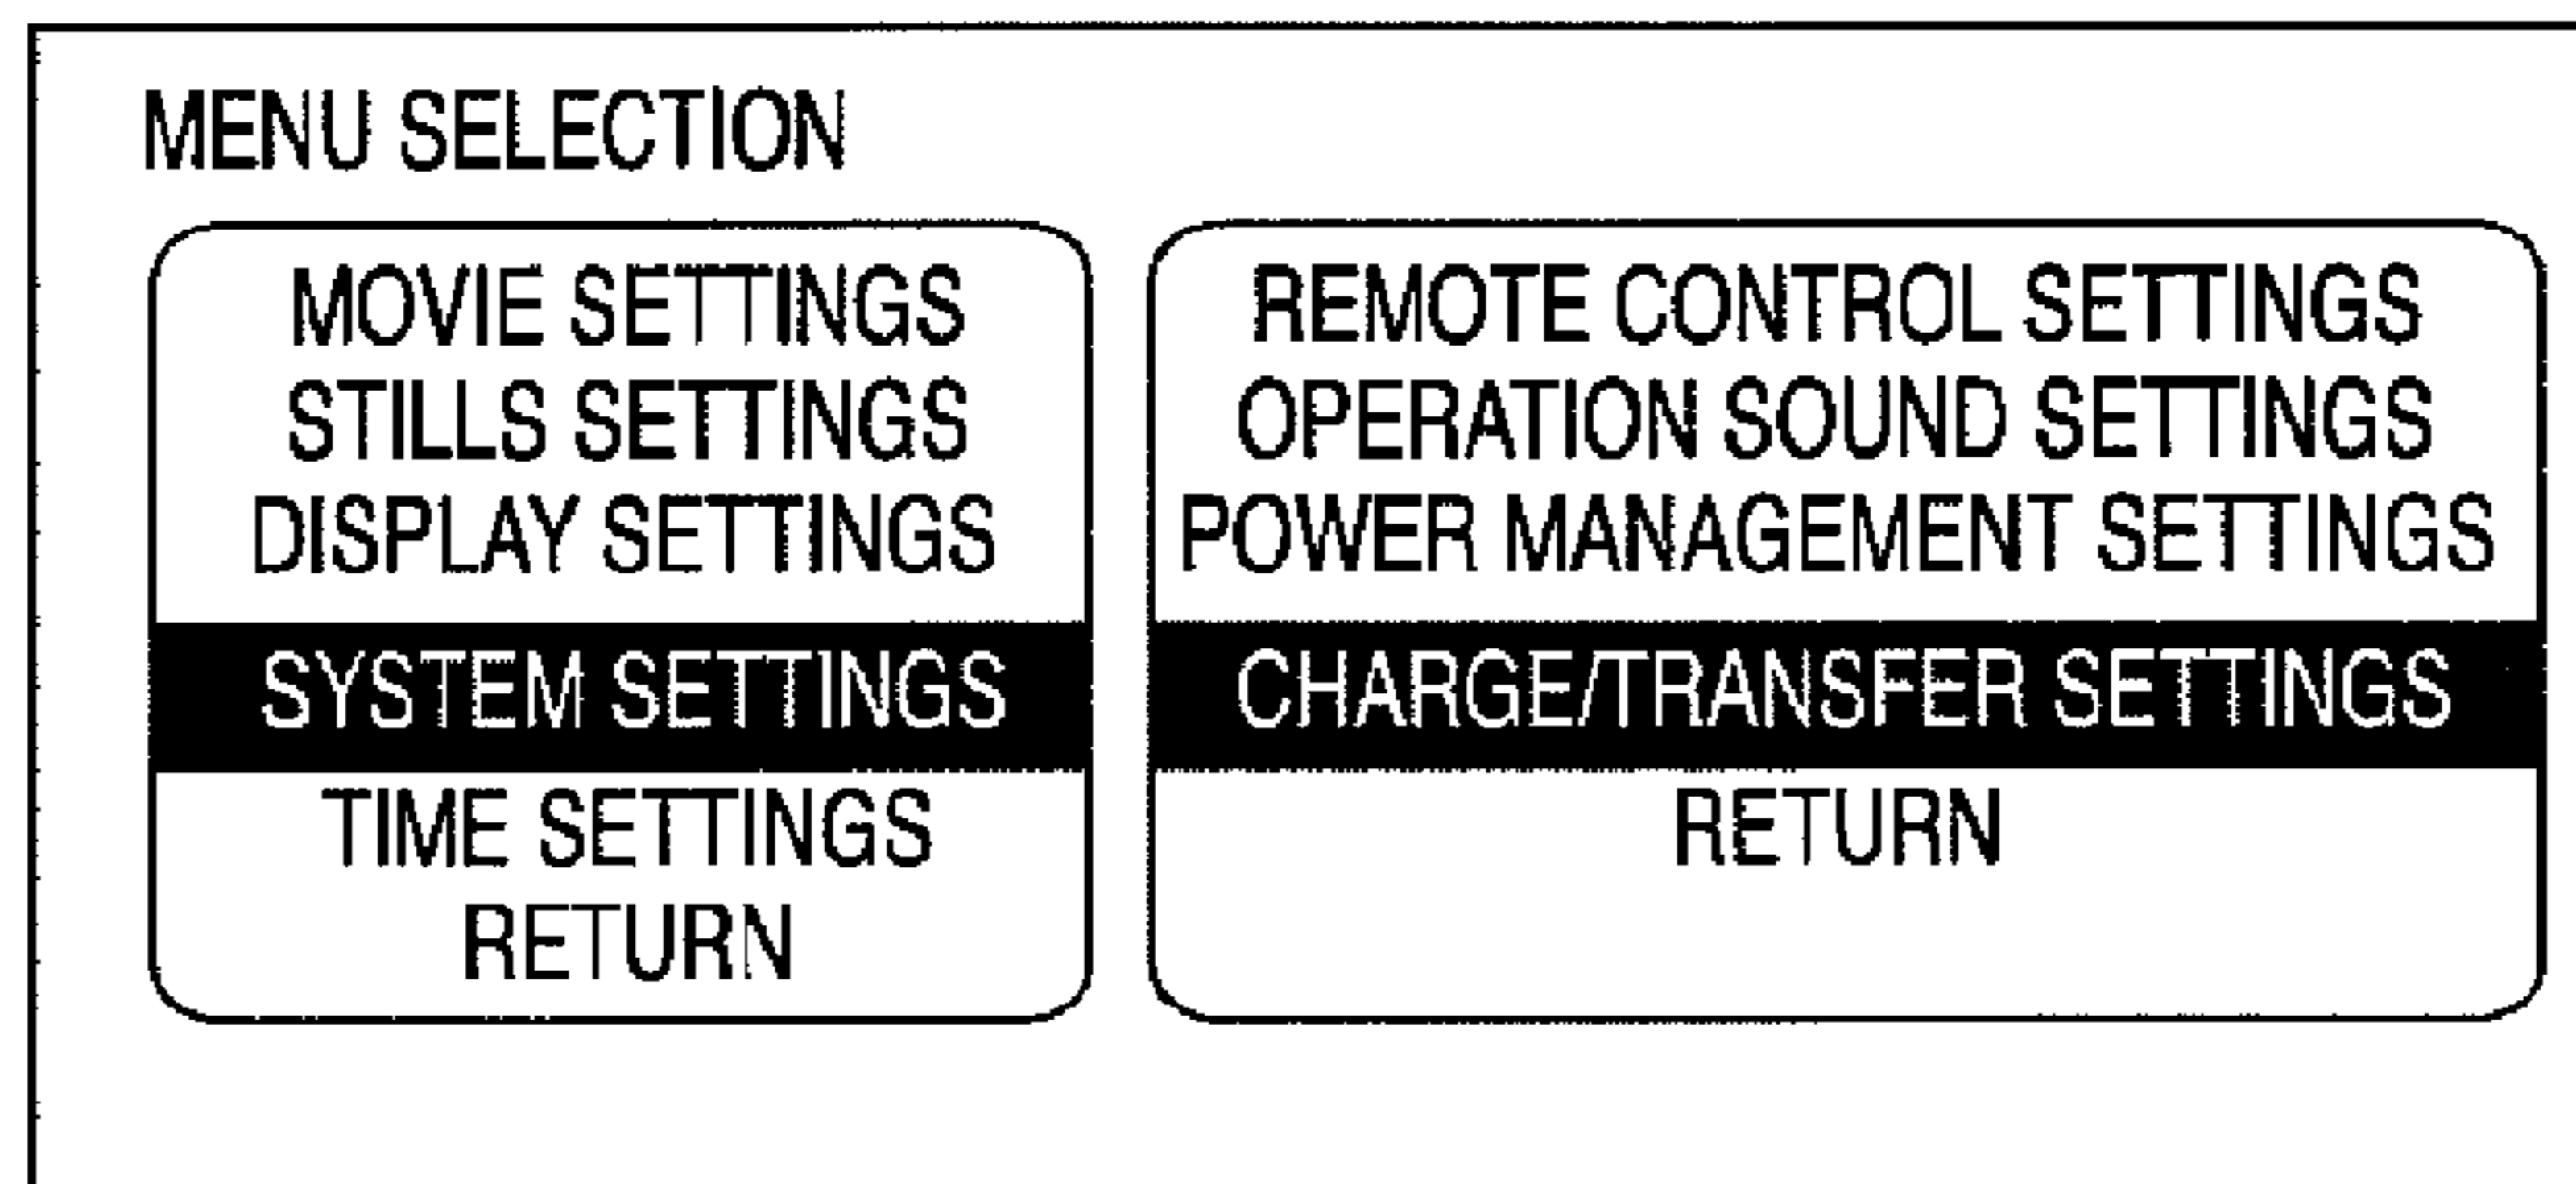 MENU SELECTION
MOVIE SETTINGS
STILLS SETTINGS
DISPLAY SETTINGS
SYSTEM SETTINGS
TIME SETTINGS
RETURN
REMOTE CONTROL SETTINGS
OPERATION SOUND SETTINGS
POWER MANAGEMENT SETTINGS
CHARGE/TRANSFER SETTINGS
RETURN